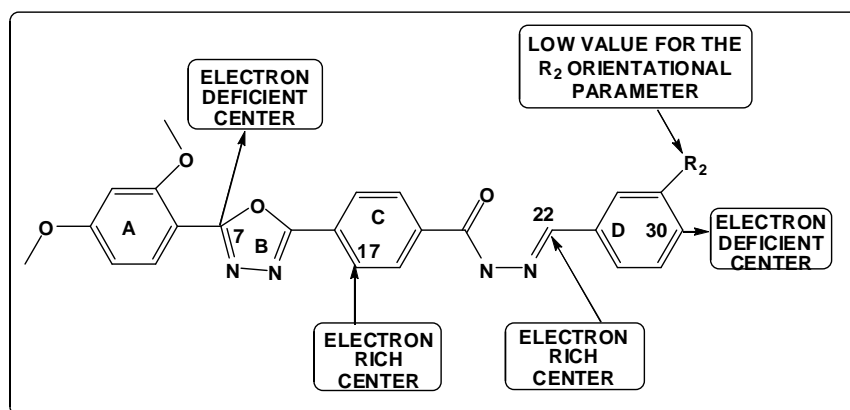 LOW VALUE FOR THE
R2 ORIENTATIONAL
PARAMETER
ELECTRON
DEFICIENT
CENTER
O
O
A
O
7
B
N
N
C
17
O
N
N
22
D
30
R2
ELECTRON
DEFICIENT
CENTER
ELECTRON
RICH
CENTER
ELECTRON
RICH
CENTER